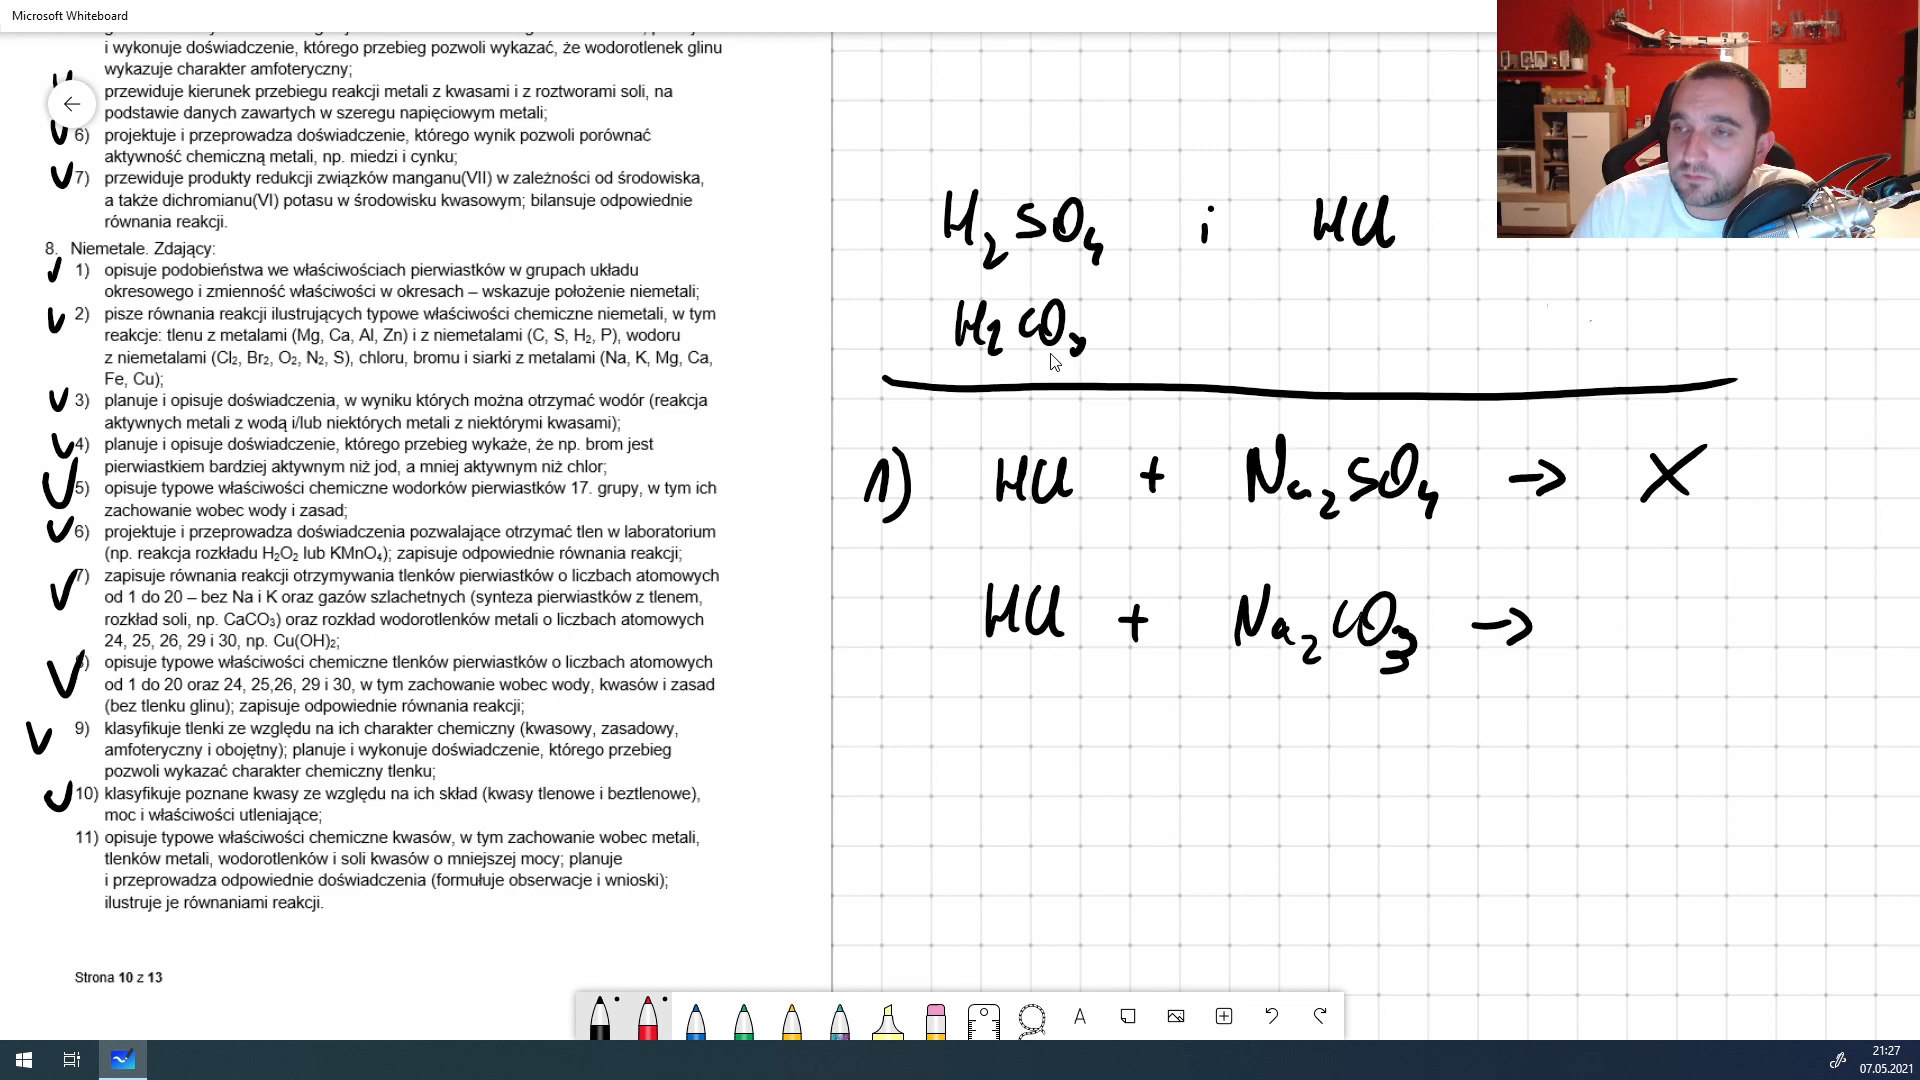 Microsoft Whiteboard
i wykonuje doświadczenie, którego przebieg pozwoli wykazać, że wodorotlenek glinu
wykazuje charakter amfoteryczny;
przewiduje kierunek przebiegu reakcji metali z kwasami i z roztworami soli, na
podstawie danych zawartych w szeregu napięciowym metali;
6) projektuje i przeprowadza doświadczenie, którego wynik pozwoli porównać
aktywność chemiczną metali, np. miedzi i cynku;
7) przewiduje produkty redukcji związków manganu(VII) w zależności od środowiska,
a także dichromianu(VI) potasu w środowisku kwasowym; bilansuje odpowiednie
równania reakcji.
8. Niemetale. Zdający:
1) opisuje podobieństwa we właściwościach pierwiastków w grupach układu
okresowego i zmienność właściwości w okresach – wskazuje położenie niemetali;
2) pisze równania reakcji ilustrujących typowe właściwości chemiczne niemetali, w tym
reakcje: tlenu z metalami (Mg, Ca, Al, Zn) i z niemetalami (C, S, H₂, P), wodoru
z niemetalami (Cl₂, Br₂, O₂, N₂, S), chloru, bromu i siarki z metalami (Na, K, Mg, Ca,
Fe, Cu);
3) planuje i opisuje doświadczenia, w wyniku których można otrzymać wodór (reakcja
aktywnych metali z wodą i/lub niektórych metali z niektórymi kwasami);
4) planuje i opisuje doświadczenie, którego przebieg wykaże, że np. brom jest
pierwiastkiem bardziej aktywnym niż jod, a mniej aktywnym niż chlor;
5) opisuje typowe właściwości chemiczne wodorków pierwiastków 17. grupy, w tym ich
zachowanie wobec wody i zasad;
6) projektuje i przeprowadza doświadczenia pozwalające otrzymać tlen w laboratorium
(np. reakcja rozkładu H₂O₂ lub KMnO₄); zapisuje odpowiednie równania reakcji;
7) zapisuje równania reakcji otrzymywania tlenków pierwiastków o liczbach atomowych
od 1 do 20 – bez Na i K oraz gazów szlachetnych (synteza pierwiastków z tlenem,
rozkład soli, np. CaCO₃) oraz rozkład wodorotlenków metali o liczbach atomowych
24, 25, 26, 29 i 30, np. Cu(OH)₂;
8) opisuje typowe właściwości chemiczne tlenków pierwiastków o liczbach atomowych
od 1 do 20 oraz 24, 25,26, 29 i 30, w tym zachowanie wobec wody, kwasów i zasad
(bez tlenku glinu); zapisuje odpowiednie równania reakcji;
9) klasyfikuje tlenki ze względu na ich charakter chemiczny (kwasowy, zasadowy,
amfoteryczny i obojętny); planuje i wykonuje doświadczenie, którego przebieg
pozwoli wykazać charakter chemiczny tlenku;
10) klasyfikuje poznane kwasy ze względu na ich skład (kwasy tlenowe i beztlenowe),
moc i właściwości utleniające;
11) opisuje typowe właściwości chemiczne kwasów, w tym zachowanie wobec metali,
tlenków metali, wodorotlenków i soli kwasów o mniejszej mocy; planuje
i przeprowadza odpowiednie doświadczenia (formułuje obserwacje i wnioski);
ilustruje je równaniami reakcji.
Strona 10 z 13
H₂SO₄ i HCl
H₂CO₃
1) HCl + Na₂SO₄ → X
HCl + Na₂CO₃ →
A
21:27
07.05.2021